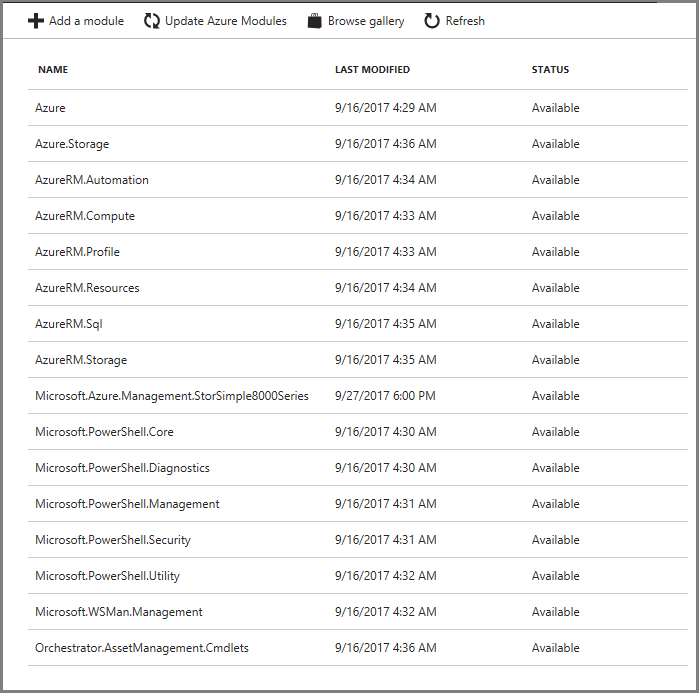 Add a module Update Azure Modules Browse gallery Refresh
NAME LAST MODIFIED STATUS
Azure 9/16/2017 4:29 AM Available
Azure.Storage 9/16/2017 4:36 AM Available
AzureRM.Automation 9/16/2017 4:34 AM Available
AzureRM.Compute 9/16/2017 4:33 AM Available
AzureRM.Profile 9/16/2017 4:33 AM Available
AzureRM.Resources 9/16/2017 4:34 AM Available
AzureRM.Sql 9/16/2017 4:35 AM Available
AzureRM.Storage 9/16/2017 4:35 AM Available
Microsoft.Azure.Management.StorSimple8000Series 9/27/2017 6:00 PM Available
Microsoft.PowerShell.Core 9/16/2017 4:30 AM Available
Microsoft.PowerShell.Diagnostics 9/16/2017 4:30 AM Available
Microsoft.PowerShell.Management 9/16/2017 4:31 AM Available
Microsoft.PowerShell.Security 9/16/2017 4:31 AM Available
Microsoft.PowerShell.Utility 9/16/2017 4:32 AM Available
Microsoft.WSMan.Management 9/16/2017 4:32 AM Available
Orchestrator.AssetManagement.Cmdlets 9/16/2017 4:36 AM Available